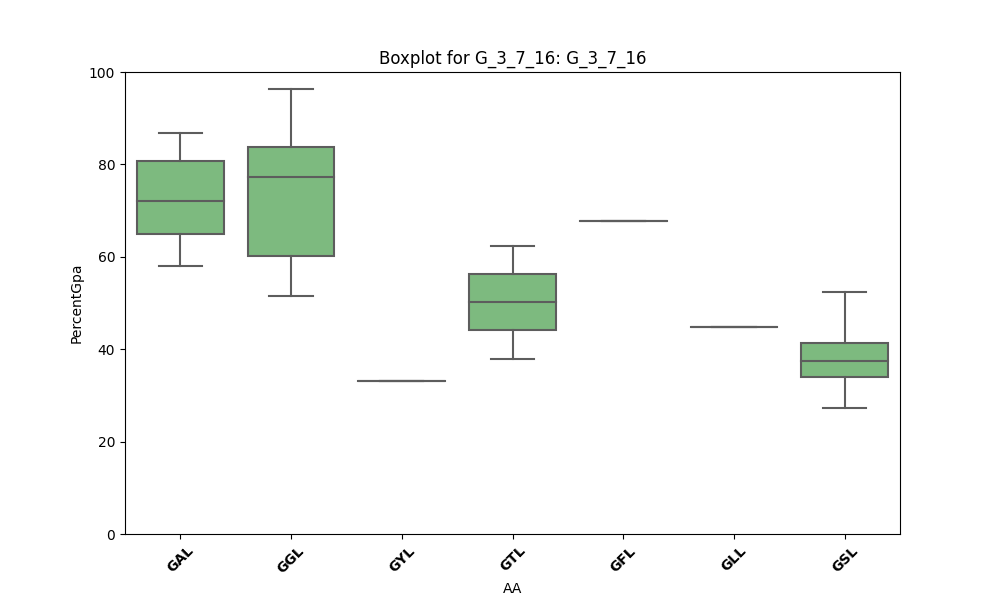 Boxplot for G_3_7_16: G_3_7_16
100
80
60
40
20
0
PercentGpa
GAL
GGL
GYL
GTL
GFL
GLL
GSL
AA